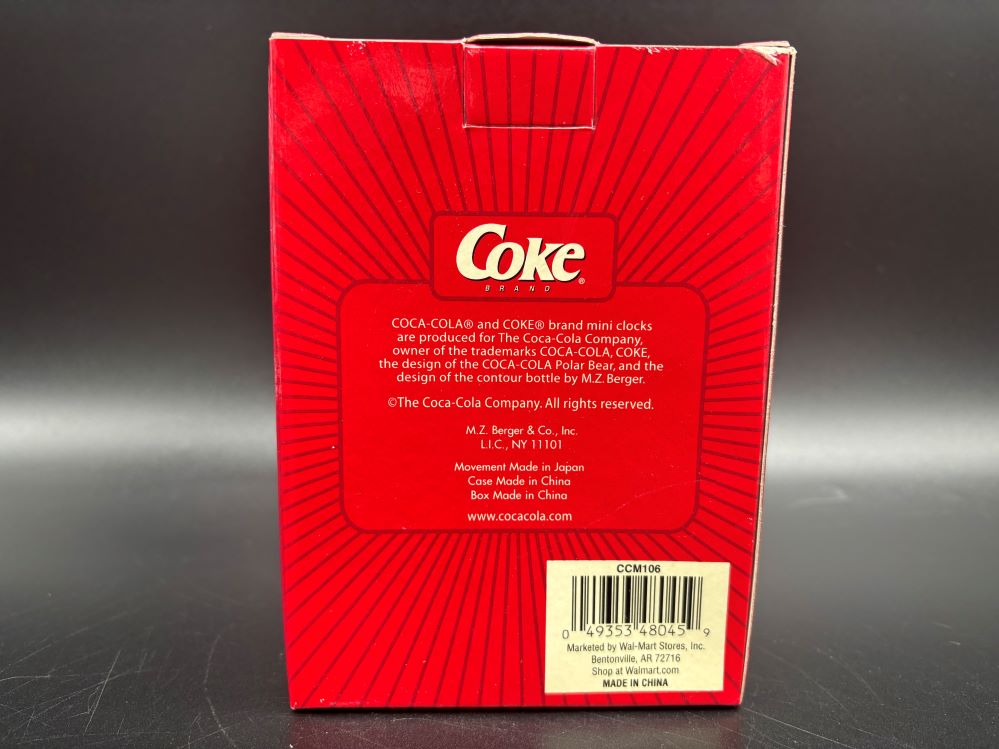 Coke®
BRAND
COCA-COLA® and COKE® brand mini clocks
are produced for The Coca-Cola Company,
owner of the trademarks COCA-COLA, COKE,
the design of the COCA-COLA Polar Bear, and the
design of the contour bottle by M.Z. Berger.
©The Coca-Cola Company. All rights reserved.
M.Z. Berger & Co., Inc.
L.I.C., NY 11101
Movement Made in Japan
Case Made in China
Box Made in China
www.cocacola.com
CCM106
0 49353 48045 9
Marketed by Wal-Mart Stores, Inc.
Bentonville, AR 72716
Shop at Walmart.com
MADE IN CHINA